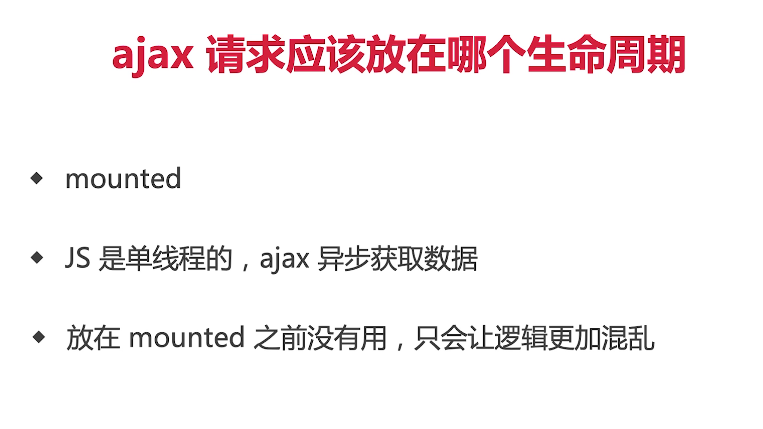 ajax 请求应该放在哪个生命周期
mounted
JS 是单线程的，ajax 异步获取数据
放在 mounted 之前没有用，只会让逻辑更加混乱